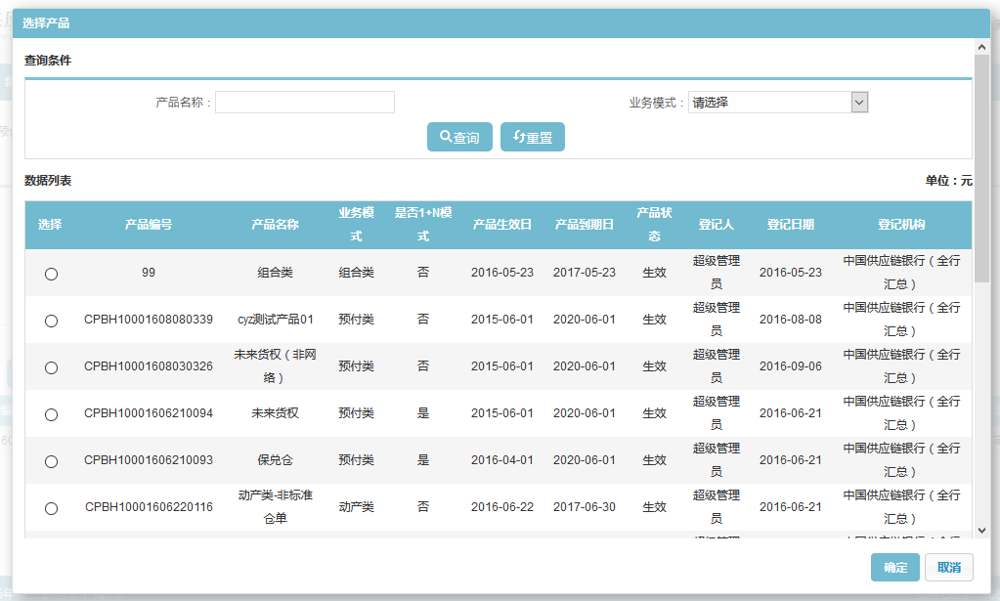 选择产品
查询条件
产品名称： 业务模式： 请选择
查询 重置
数据列表 单位：元
选择 产品编号 产品名称 业务模式 是否1+N模式 产品生效日 产品到期日 产品状态 登记人 登记日期 登记机构
99 组合类 组合类 否 2016-05-23 2017-05-23 生效 超级管理员 2016-05-23 中国供应链银行（全行汇总）
CPBH10001608080339 cyz测试产品01 预付类 否 2015-06-01 2020-06-01 生效 超级管理员 2016-08-08 中国供应链银行（全行汇总）
CPBH10001608030326 未来货权（非网络） 预付类 否 2015-06-01 2020-06-01 生效 超级管理员 2016-09-06 中国供应链银行（全行汇总）
CPBH10001606210094 未来货权 预付类 是 2015-06-01 2020-06-01 生效 超级管理员 2016-06-21 中国供应链银行（全行汇总）
CPBH10001606210093 保兑仓 预付类 是 2016-04-01 2020-06-01 生效 超级管理员 2016-06-21 中国供应链银行（全行汇总）
CPBH10001606220116 动产类-非标准仓单 动产类 否 2016-06-22 2017-06-30 生效 超级管理员 2016-06-21 中国供应链银行（全行汇总）
确定 取消